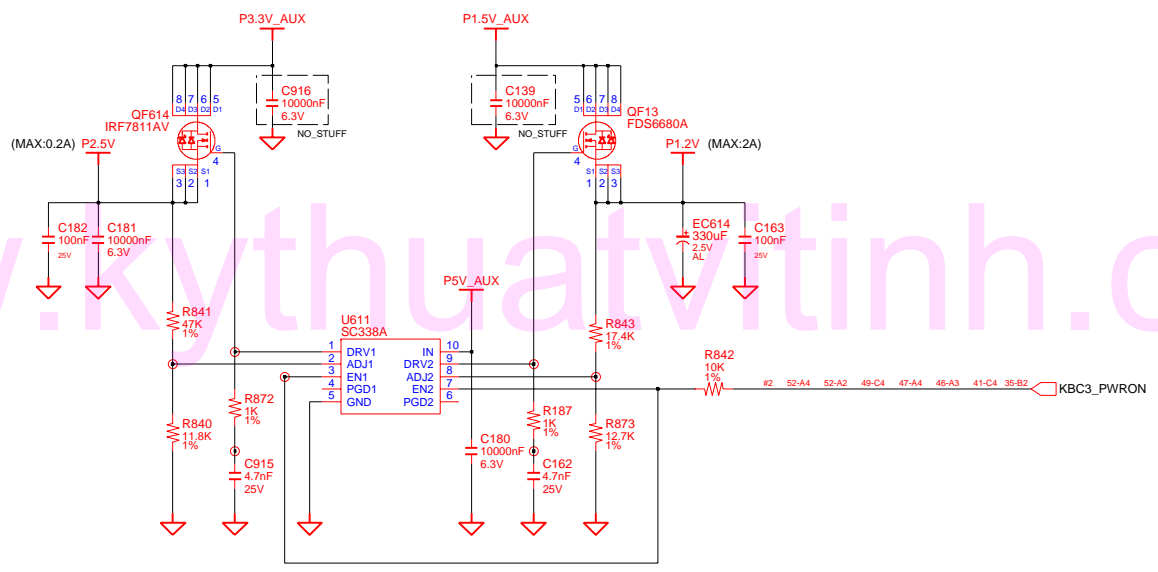 P3.3V_AUX
P1.5V_AUX
8 7 6 5
D4 D3 D2 D1
QF614
IRF7811AV
G
4
S3 S2 S1
3 2 1
C916
10000nF
6.3V
NO_STUFF
C139
10000nF
6.3V
NO_STUFF
5 6 7 8
D1 D2 D3 D4
QF13
FDS6680A
G
4
S1 S2 S3
1 2 3
(MAX:0.2A) P2.5V
P1.2V (MAX:2A)
C182
100nF
25V
C181
10000nF
6.3V
EC614
330uF
2.5V
AL
C163
100nF
25V
w.kythuatvitinh.c
P5V_AUX
R841
47K
1%
U611
SC338A
1 DRV1 IN 10
2 ADJ1 DRV2 9
3 EN1 ADJ2 8
4 PGD1 EN2 7
5 GND PGD2 6
R843
17.4K
1%
R842
10K
1%
#2 52-A4 52-A2 49-C4 47-A4 46-A3 41-C4 35-B2
KBC3_PWRON
R840
11.8K
1%
R872
1K
1%
C915
4.7nF
25V
C180
10000nF
6.3V
R187
1K
1%
C162
4.7nF
25V
R873
12.7K
1%